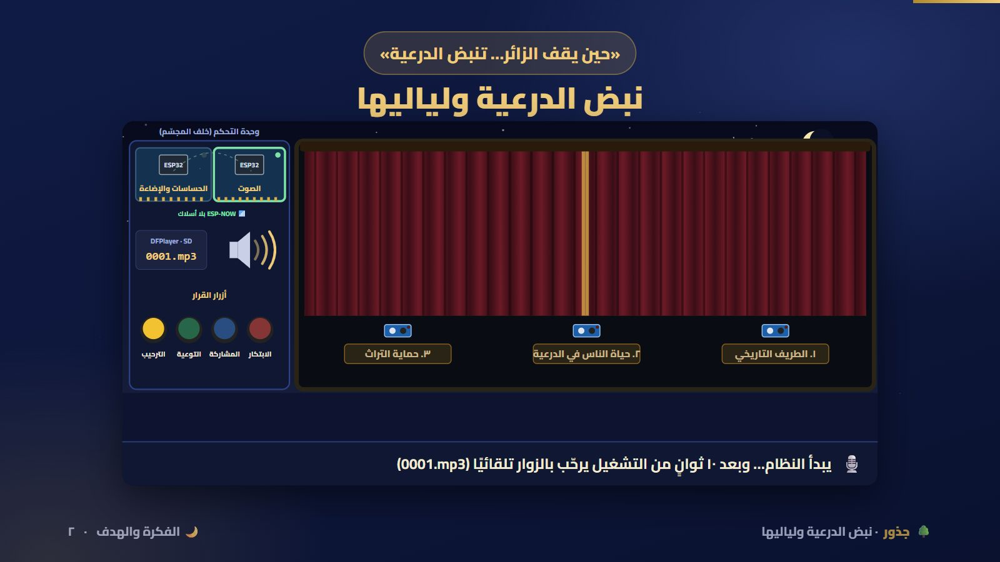 «حين يقف الزائر... تنبض الدرعية»
نبض الدرعية ولياليها
وحدة التحكم (خلف المجسّم)
ESP32
ESP32
الصوت
الحساسات والإضاءة
ESP-NOW بلا أسلاك
DFPlayer · SD
0001.mp3
أزرار القرار
الابتكار
المشاركة
التوعية
الترحيب
١. الطريف التاريخي
٢. حياة الناس في الدرعية
٣. حماية التراث
يبدأ النظام... وبعد ١٠ ثوانٍ من التشغيل يرحّب بالزوار تلقائيًا (0001.mp3)
جذور · نبض الدرعية ولياليها
الفكرة والهدف · ٢